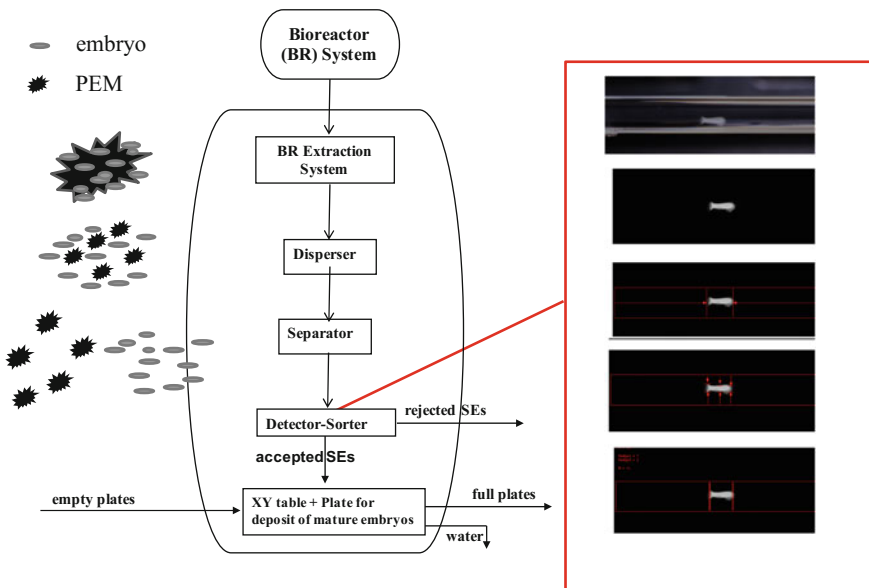 embryo
PEM
Bioreactor
(BR) System
BR Extraction
System
Disperser
Separator
Detector-Sorter
rejected SEs
accepted SEs
empty plates
XY table + Plate for
deposit of mature embryos
full plates
water